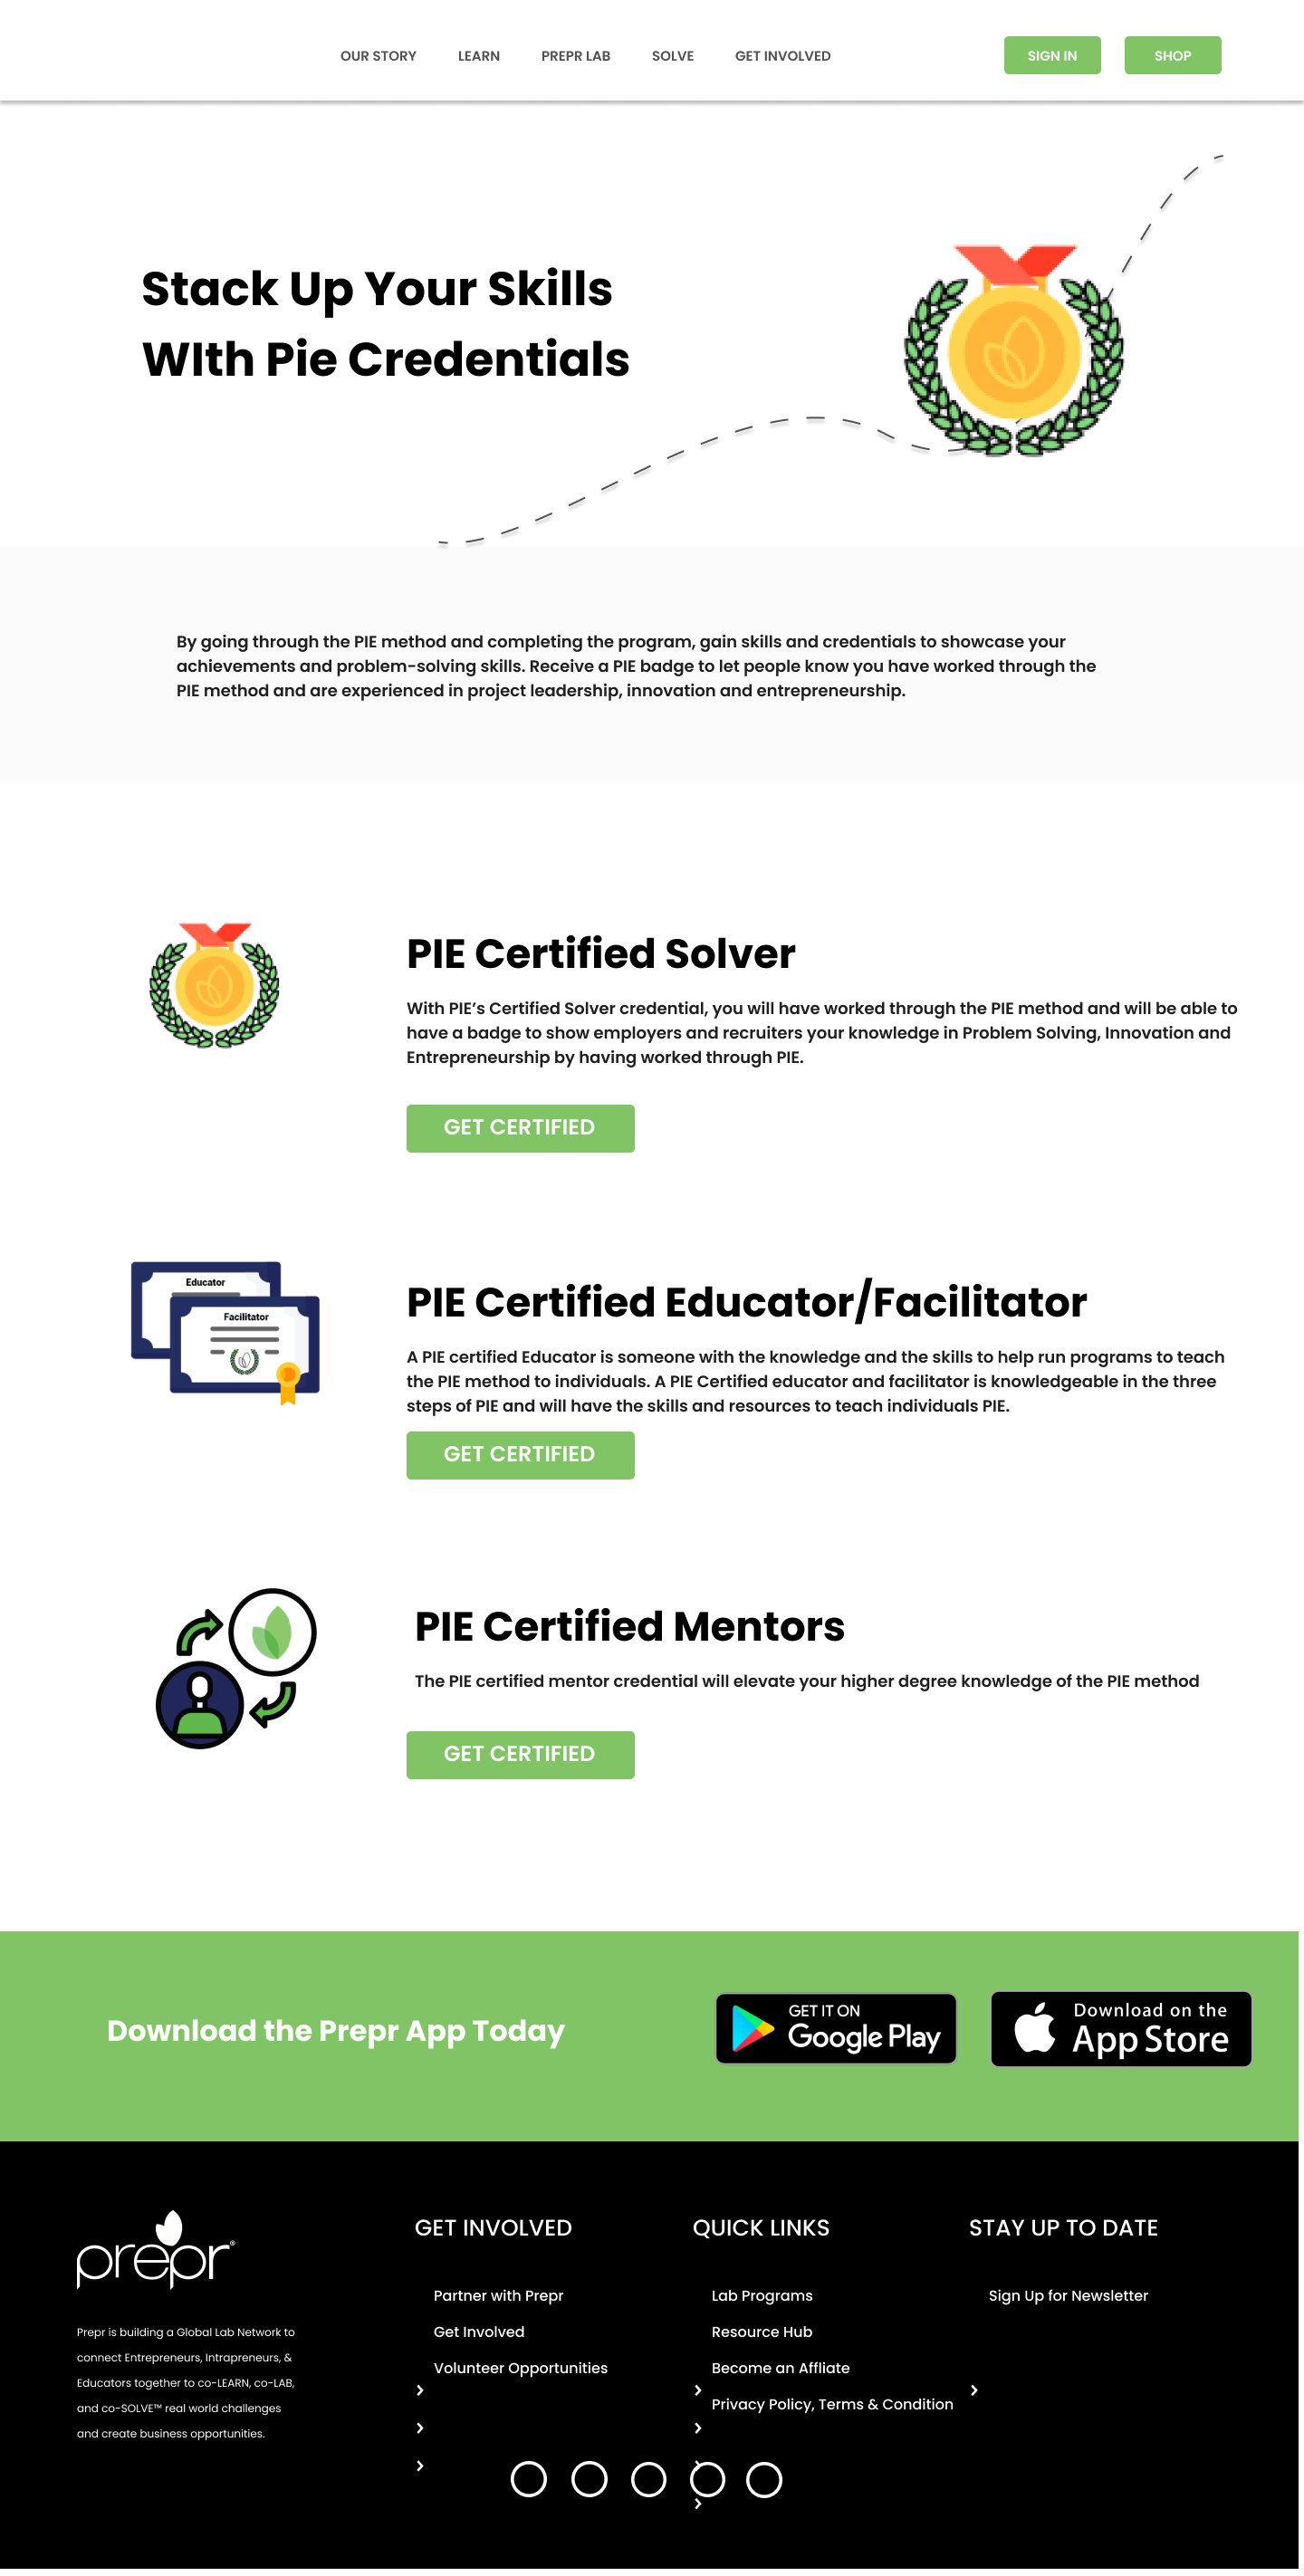 OUR STORY LEARN PREPR LAB SOLVE GET INVOLVED SIGN IN SHOP
Stack Up Your Skills
WIth Pie Credentials
By going through the PIE method and completing the program, gain skills and credentials to showcase your
achievements and problem-solving skills. Receive a PIE badge to let people know you have worked through the
PIE method and are experienced in project leadership, innovation and entrepreneurship.
PIE Certified Solver
With PIE’s Certified Solver credential, you will have worked through the PIE method and will be able to
have a badge to show employers and recruiters your knowledge in Problem Solving, Innovation and
Entrepreneurship by having worked through PIE.
GET CERTIFIED
Educator
Facilitator
PIE Certified Educator/Facilitator
A PIE certified Educator is someone with the knowledge and the skills to help run programs to teach
the PIE method to individuals. A PIE Certified educator and facilitator is knowledgeable in the three
steps of PIE and will have the skills and resources to teach individuals PIE.
GET CERTIFIED
PIE Certified Mentors
The PIE certified mentor credential will elevate your higher degree knowledge of the PIE method
GET CERTIFIED
Download the Prepr App Today
GET IT ON
Google Play
Download on the
App Store
prepr®
Prepr is building a Global Lab Network to
connect Entrepreneurs, Intrapreneurs, &
Educators together to co-LEARN, co-LAB,
and co-SOLVE™ real world challenges
and create business opportunities.
GET INVOLVED
Partner with Prepr
Get Involved
Volunteer Opportunities
QUICK LINKS
Lab Programs
Resource Hub
Become an Affliate
Privacy Policy, Terms & Condition
STAY UP TO DATE
Sign Up for Newsletter